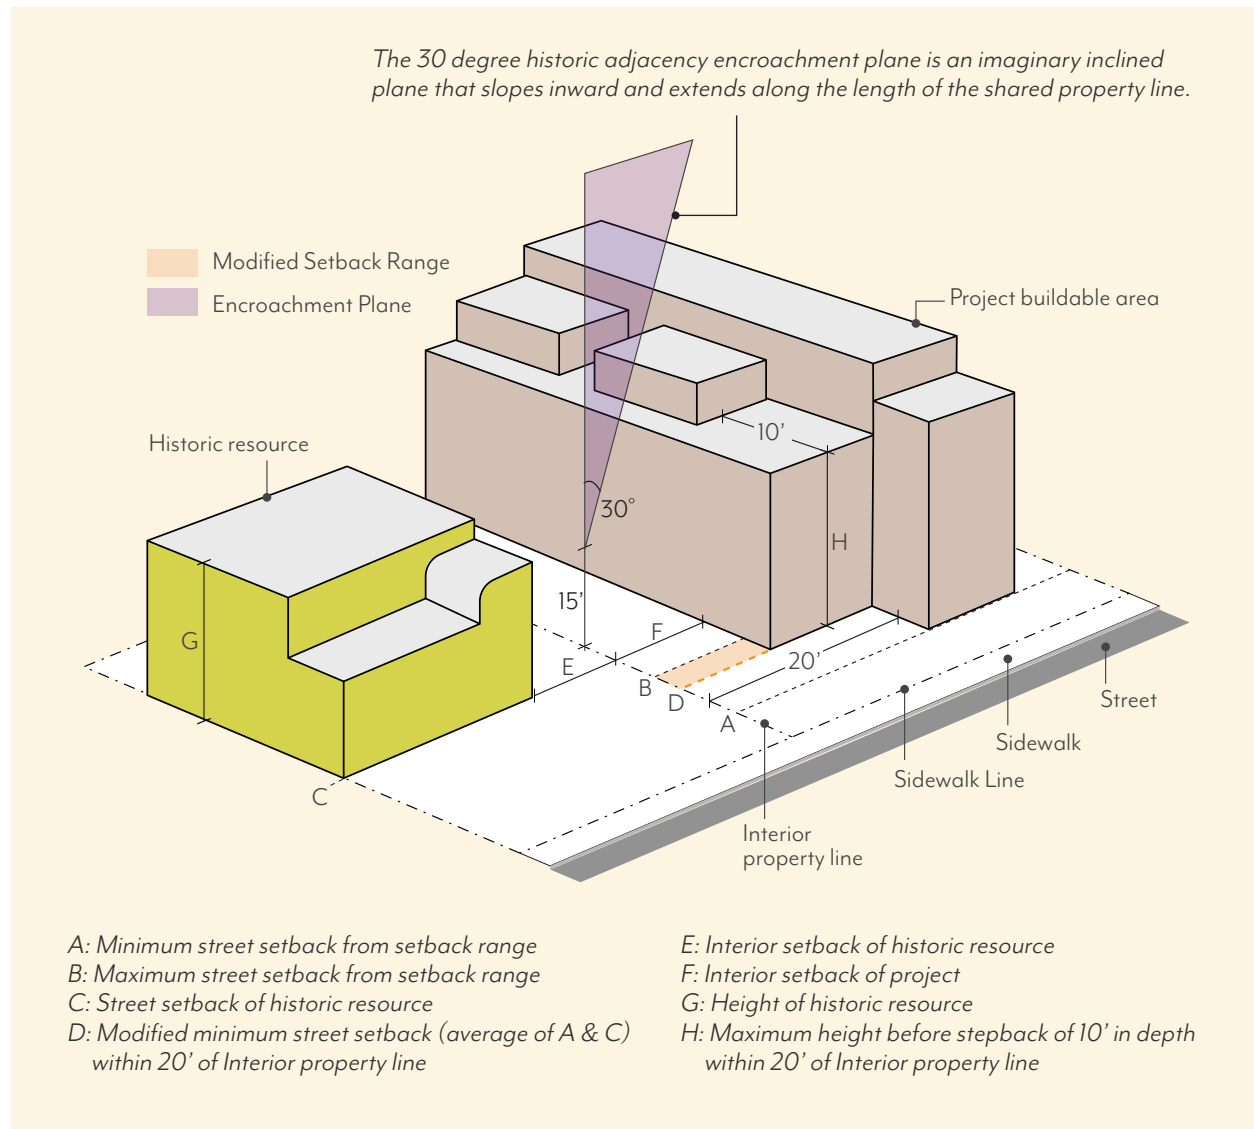 The 30 degree historic adjacency encroachment plane is an imaginary inclined
plane that slopes inward and extends along the length of the shared property line.
Modified Setback Range
Encroachment Plane
Project buildable area
Historic resource
10’
30°
H
15’
G
F
E
20’
B
D
A
Street
Sidewalk
Sidewalk Line
C
Interior
property line
A: Minimum street setback from setback range
B: Maximum street setback from setback range
C: Street setback of historic resource
D: Modified minimum street setback (average of A & C)
within 20’ of Interior property line
E: Interior setback of historic resource
F: Interior setback of project
G: Height of historic resource
H: Maximum height before stepback of 10’ in depth
within 20’ of Interior property line